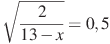 √(2/(13 − x)) = 0,5